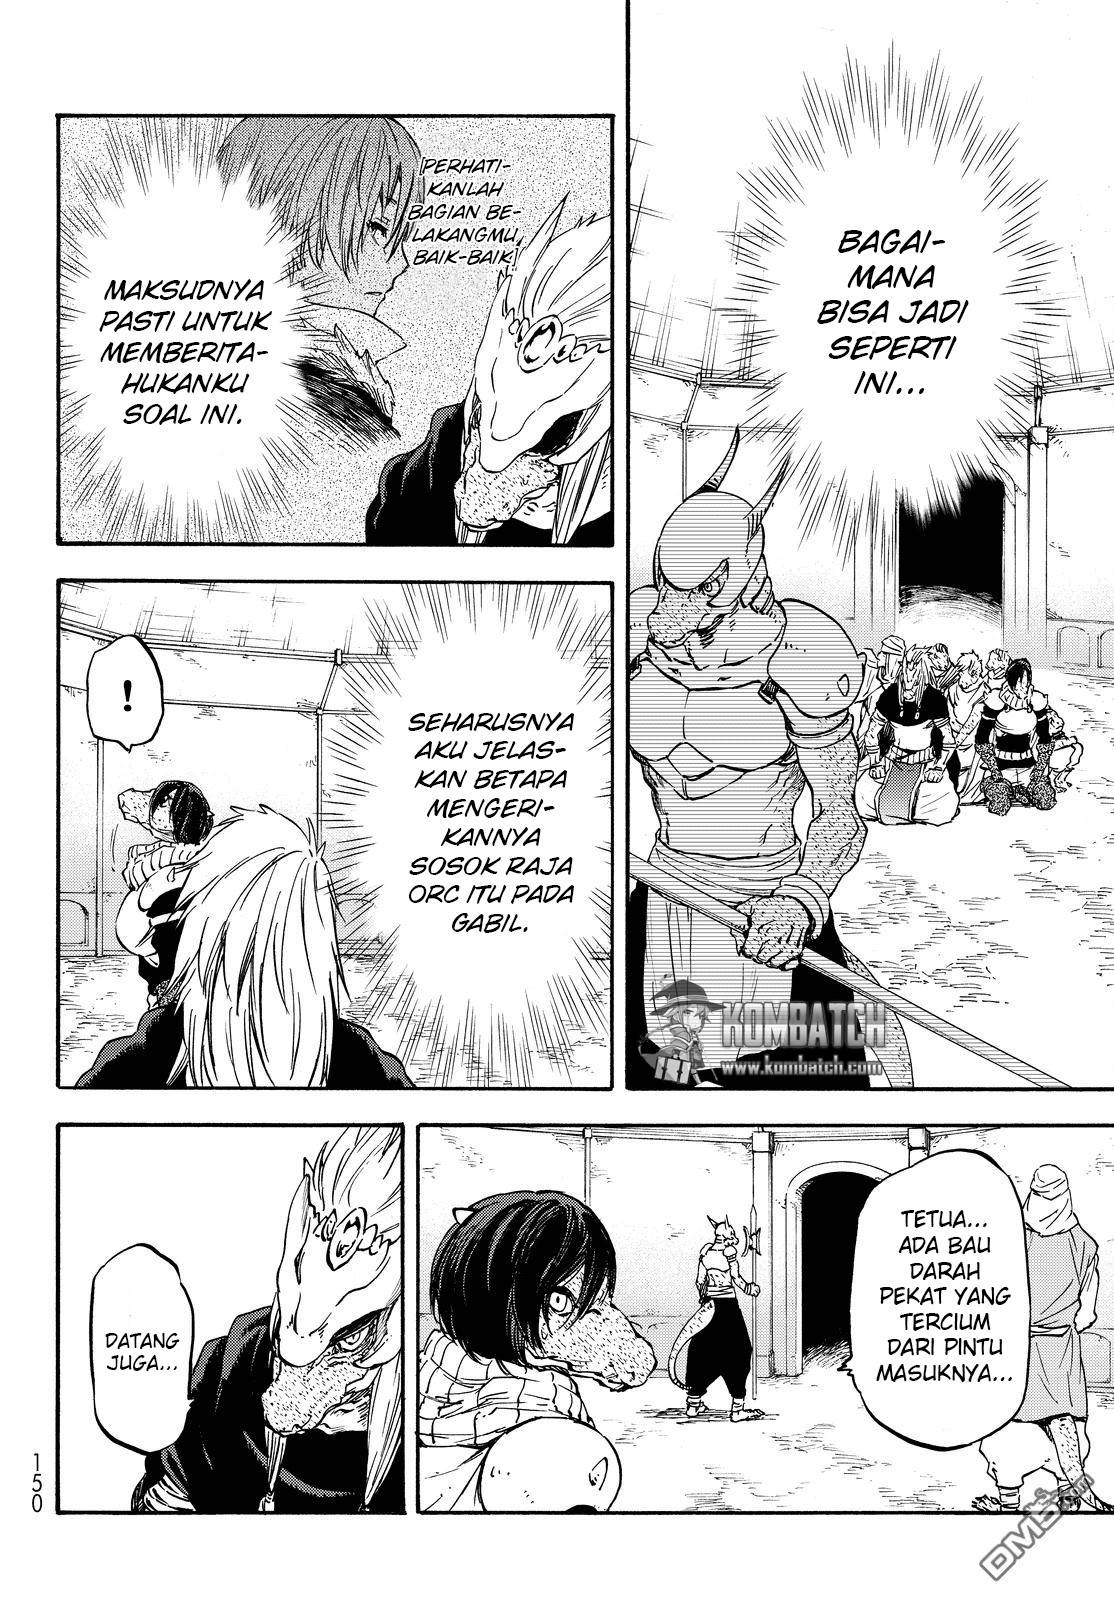 BAGAI-
MANA
BISA JADI
SEPERTI
INI...
[PERHATI-
KANLAH
BAGIAN BE-
LAKANGMU,
BAIK-BAIK]
MAKSUDNYA
PASTI UNTUK
MEMBERITA-
HUKANKU
SOAL INI.
SEHARUSNYA
AKU JELAS-
KAN BETAPA
MENGERI-
KANNYA
SOSOK RAJA
ORC ITU PADA
GABIL.
!
KOMBATCH
www.kombatch.com
TETUA...
ADA BAU
DARAH
PEKAT YANG
TERCIUM
DARI PINTU
MASUKNYA...
DATANG
JUGA...
150